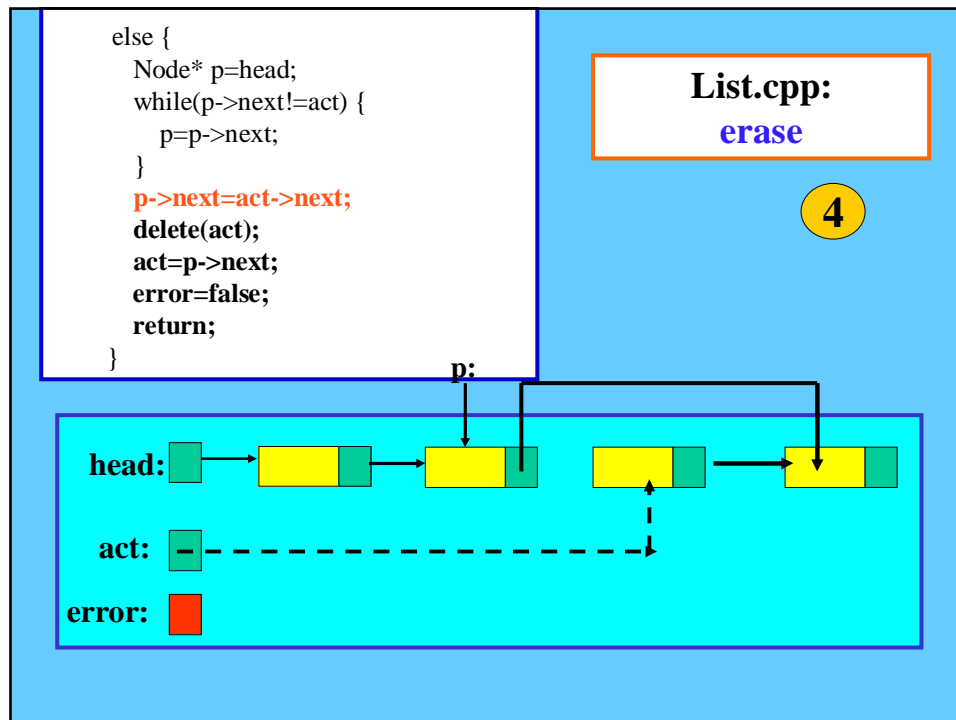 else {
Node* p=head;
while(p->next!=act) {
p=p->next;
}
p->next=act->next;
delete(act);
act=p->next;
error=false;
return;
}
List.cpp:
erase
4
p:
head:
act:
error: